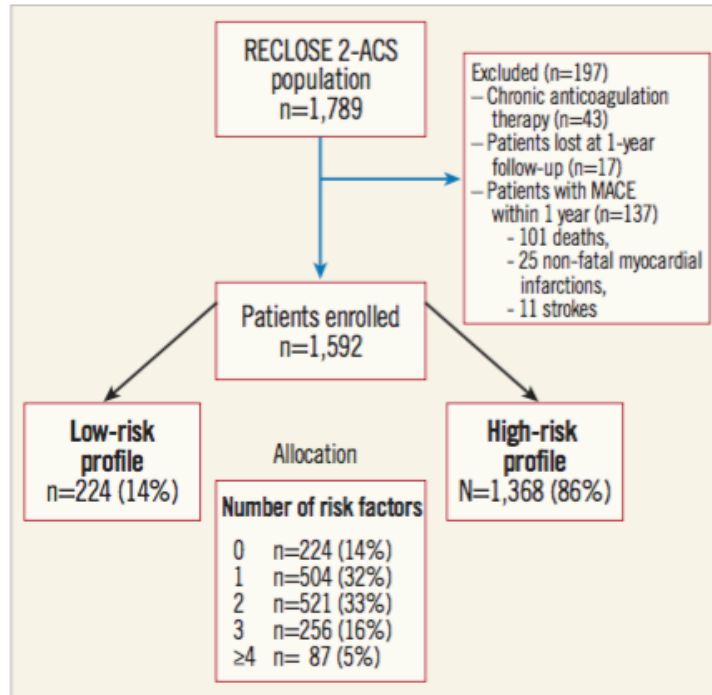 RECLOSE 2-ACS
population
n=1,789
Excluded (n=197)
– Chronic anticoagulation
therapy (n=43)
– Patients lost at 1-year
follow-up (n=17)
– Patients with MACE
within 1 year (n=137)
- 101 deaths,
- 25 non-fatal myocardial
infarctions,
- 11 strokes
Patients enrolled
n=1,592
Low-risk
profile
n=224 (14%)
High-risk
profile
N=1,368 (86%)
Allocation
Number of risk factors
0 n=224 (14%)
1 n=504 (32%)
2 n=521 (33%)
3 n=256 (16%)
≥4 n= 87 (5%)